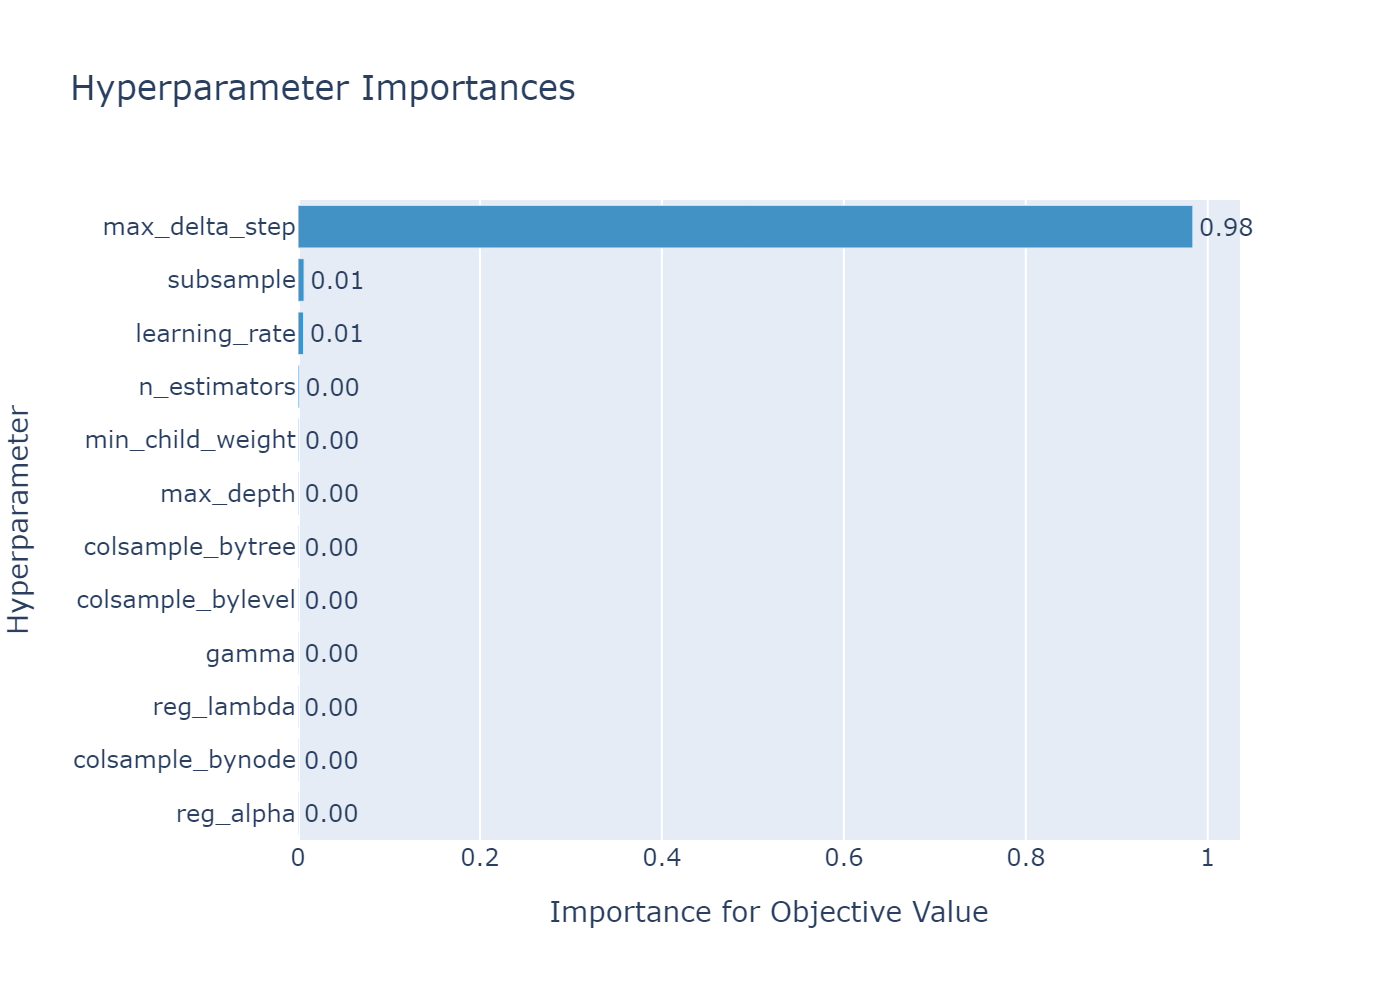 Hyperparameter Importances
max_delta_step 0.98
subsample 0.01
learning_rate 0.01
n_estimators 0.00
min_child_weight 0.00
max_depth 0.00
colsample_bytree 0.00
colsample_bylevel 0.00
gamma 0.00
reg_lambda 0.00
colsample_bynode 0.00
reg_alpha 0.00
Hyperparameter
0 0.2 0.4 0.6 0.8 1
Importance for Objective Value